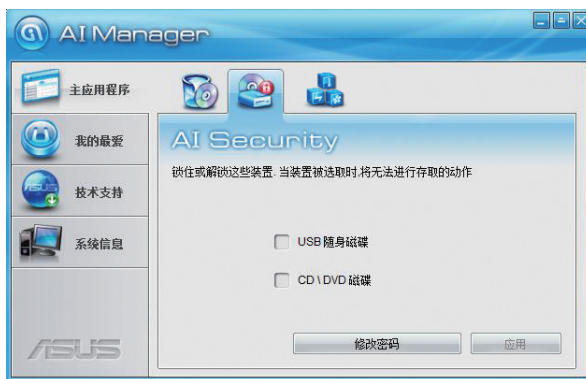 AI Manager
主应用程序
我的最爱
技术支持
系统信息
/SUS
AI Security
锁住或解锁这些装置. 当装置被选取时,将无法进行存取的动作
USB 随身磁碟
CD \ DVD 磁碟
修改密码
应用